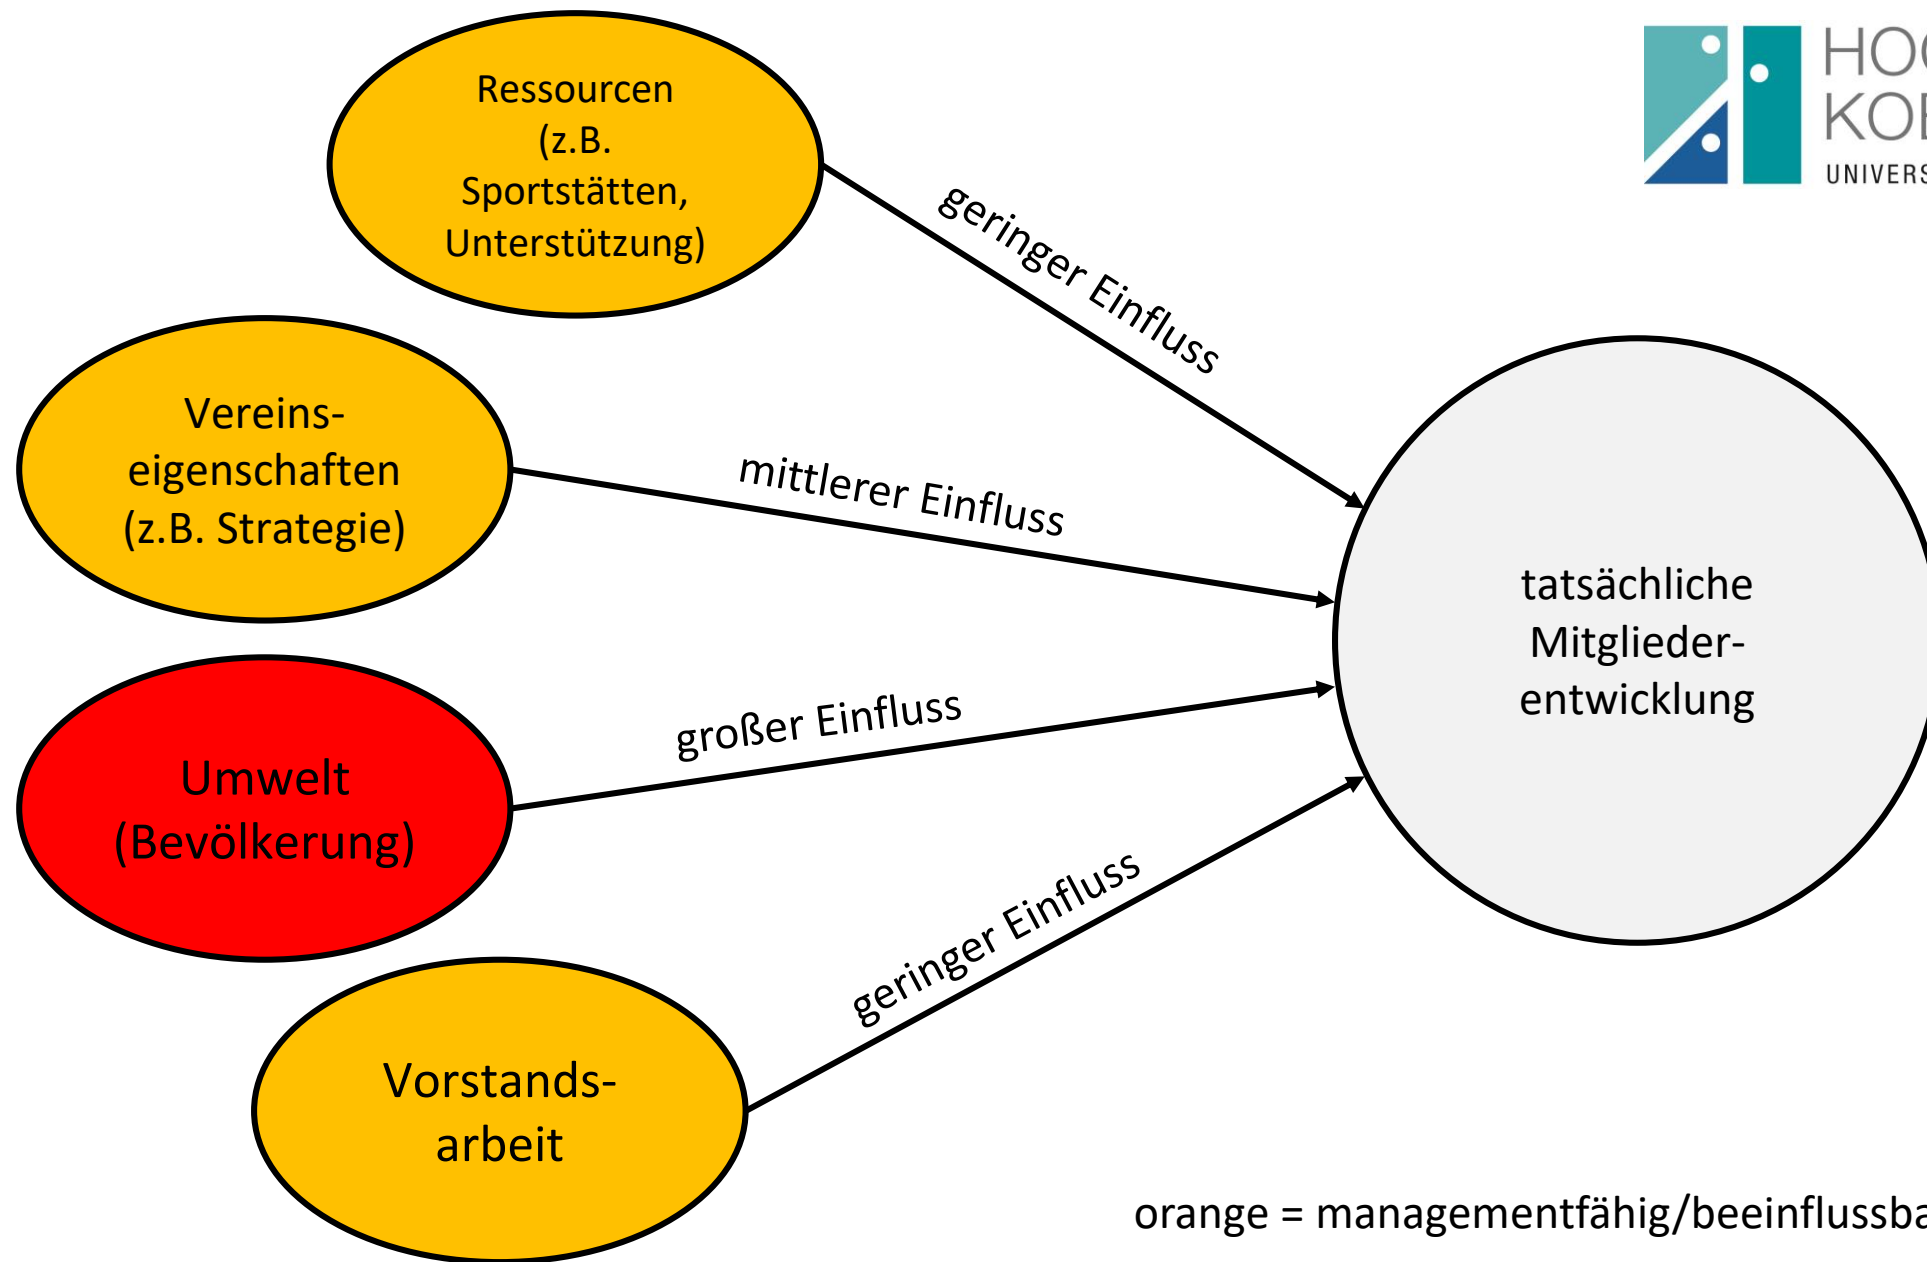 Ressourcen
(z.B.
Sportstätten,
Unterstützung)
geringer Einfluss
Vereins-
eigenschaften
(z.B. Strategie)
mittlerer Einfluss
Umwelt
(Bevölkerung)
großer Einfluss
Vorstands-
arbeit
geringer Einfluss
tatsächliche
Mitglieder-
entwicklung
orange = managementfähig/beeinflussba